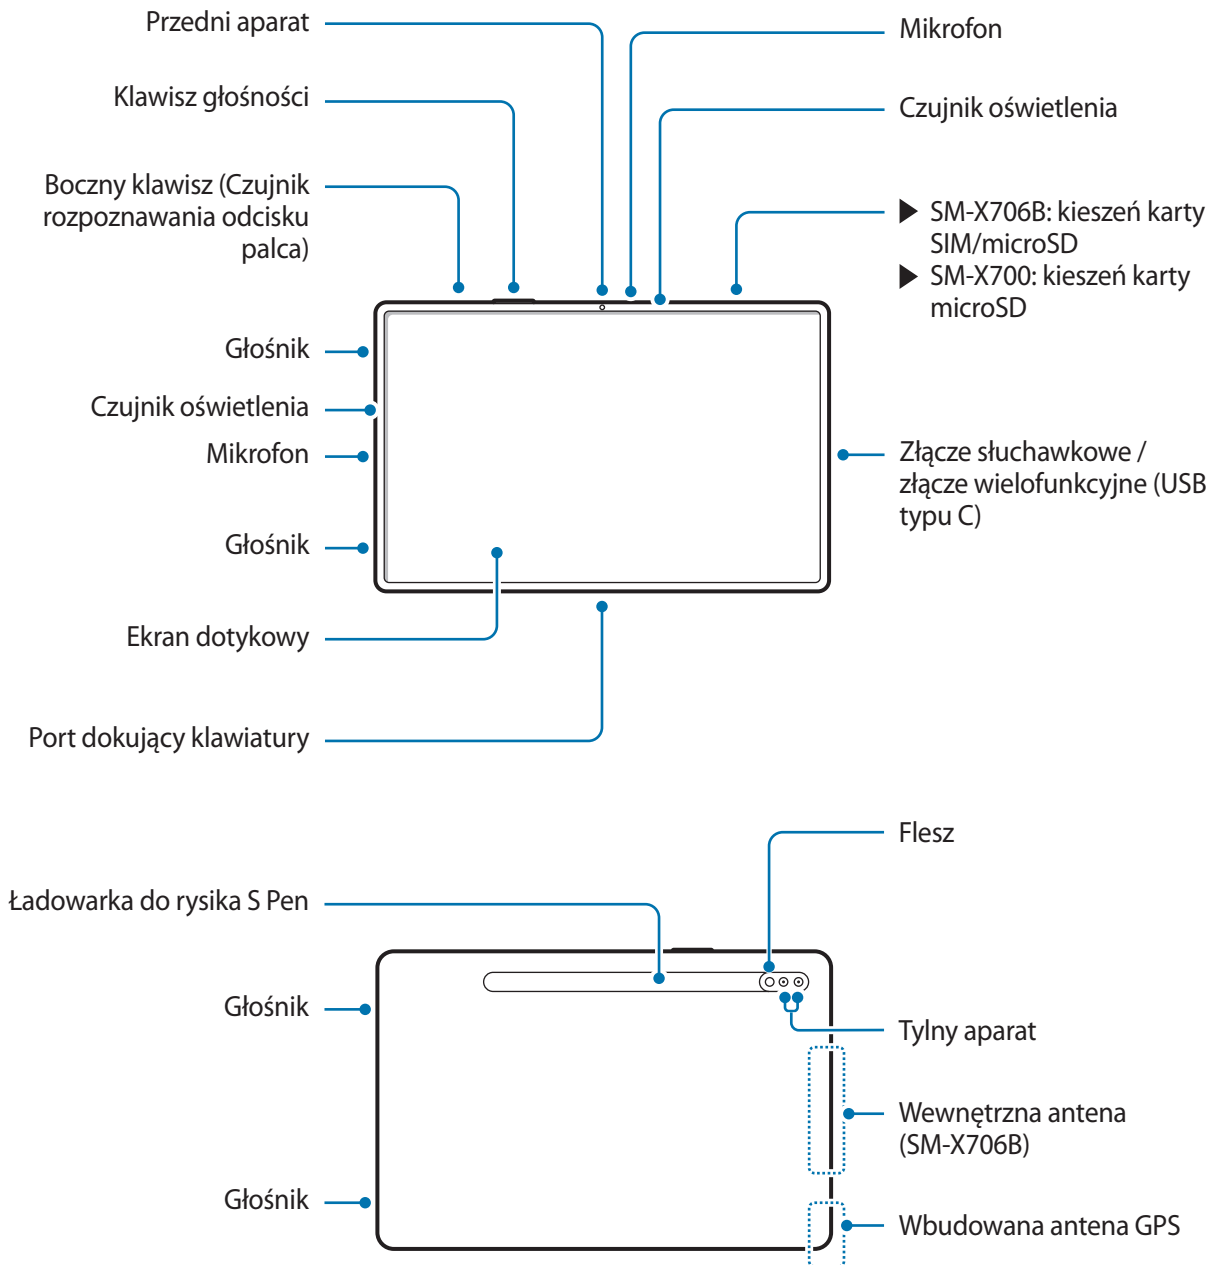 Przedni aparat
Klawisz głośności
Boczny klawisz (Czujnik
rozpoznawania odcisku
palca)
Głośnik
Czujnik oświetlenia
Mikrofon
Głośnik
Ekran dotykowy
Port dokujący klawiatury
Mikrofon
Czujnik oświetlenia
SM-X706B: kieszeń karty
SIM/microSD
SM-X700: kieszeń karty
microSD
Złącze słuchawkowe /
złącze wielofunkcyjne (USB
typu C)
Ładowarka do rysika S Pen
Głośnik
Głośnik
Flesz
Tylny aparat
Wewnętrzna antena
(SM-X706B)
Wbudowana antena GPS